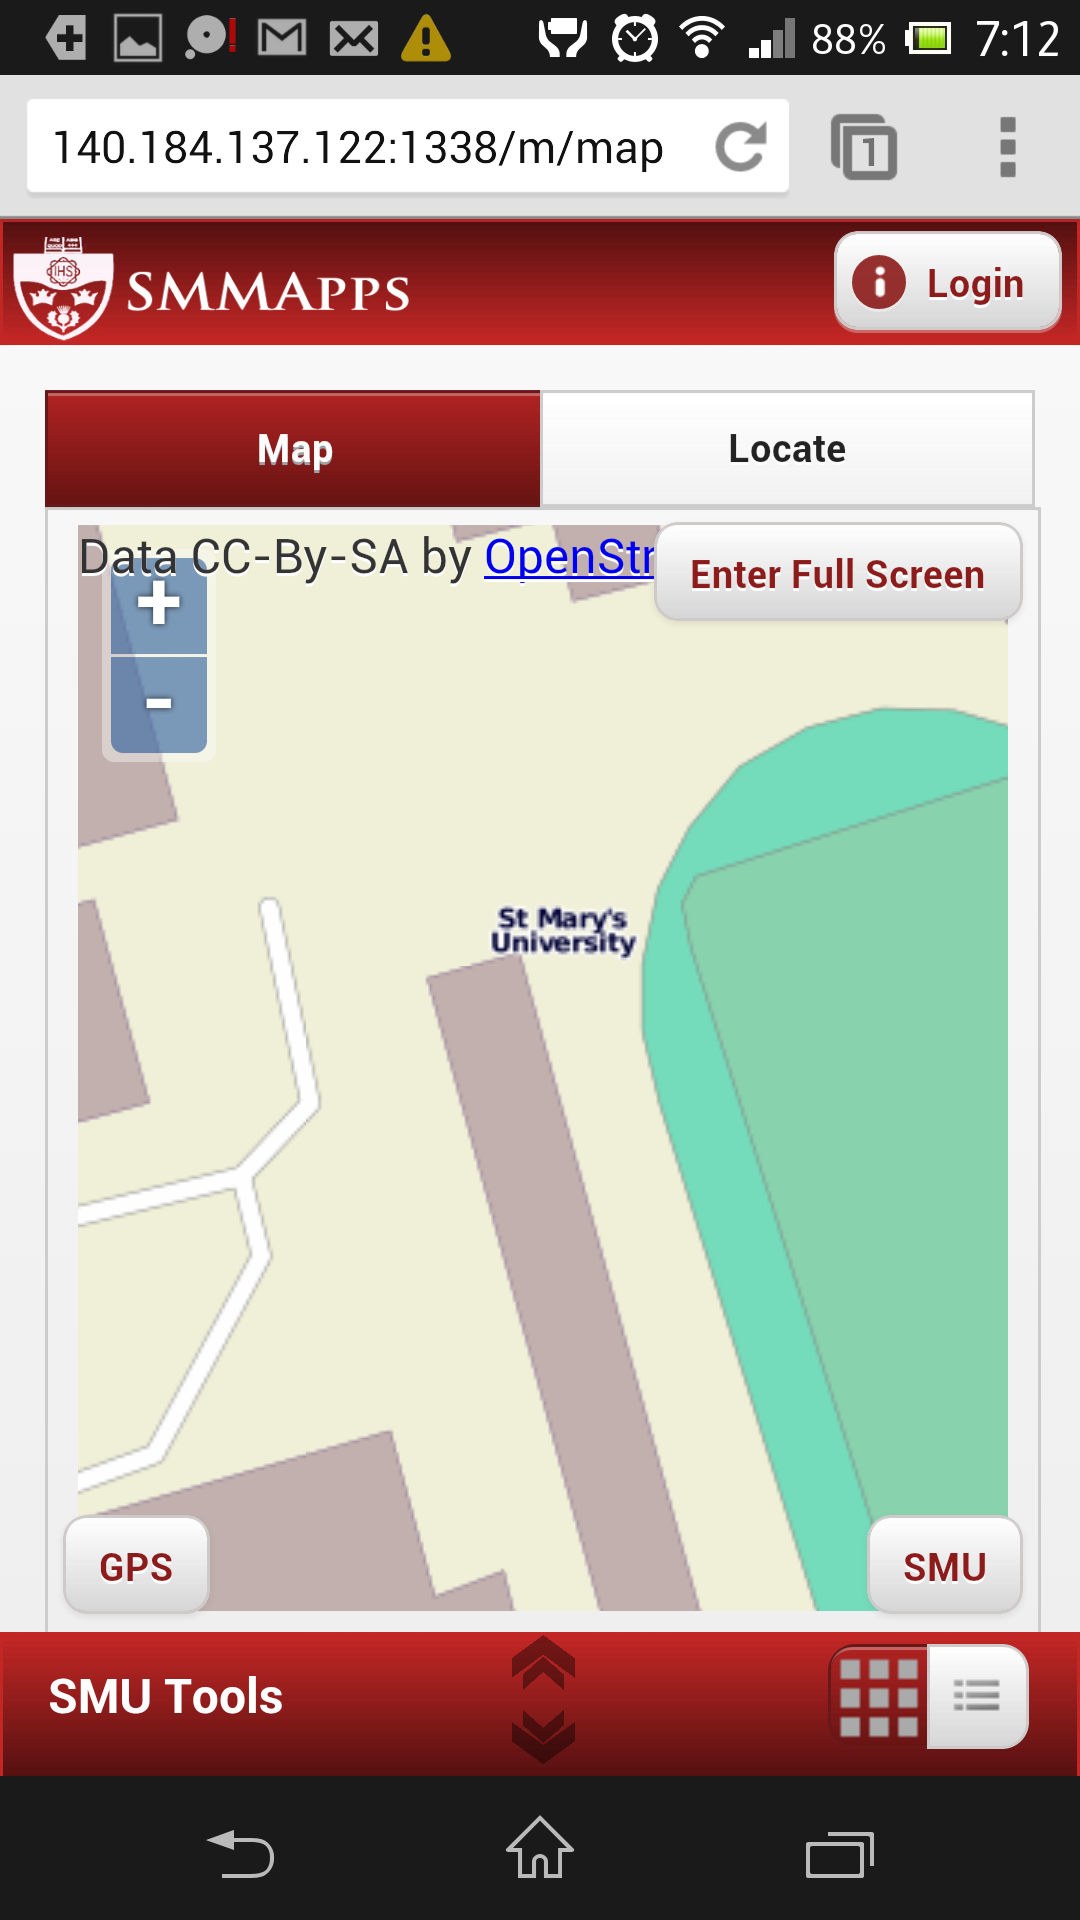 88% 7:12
140.184.137.122:1338/m/map
1
IHS
SMMApps
Login
Map
Locate
Data CC-By-SA by OpenStr
Enter Full Screen
+
-
St Mary's
University
GPS
SMU
SMU Tools